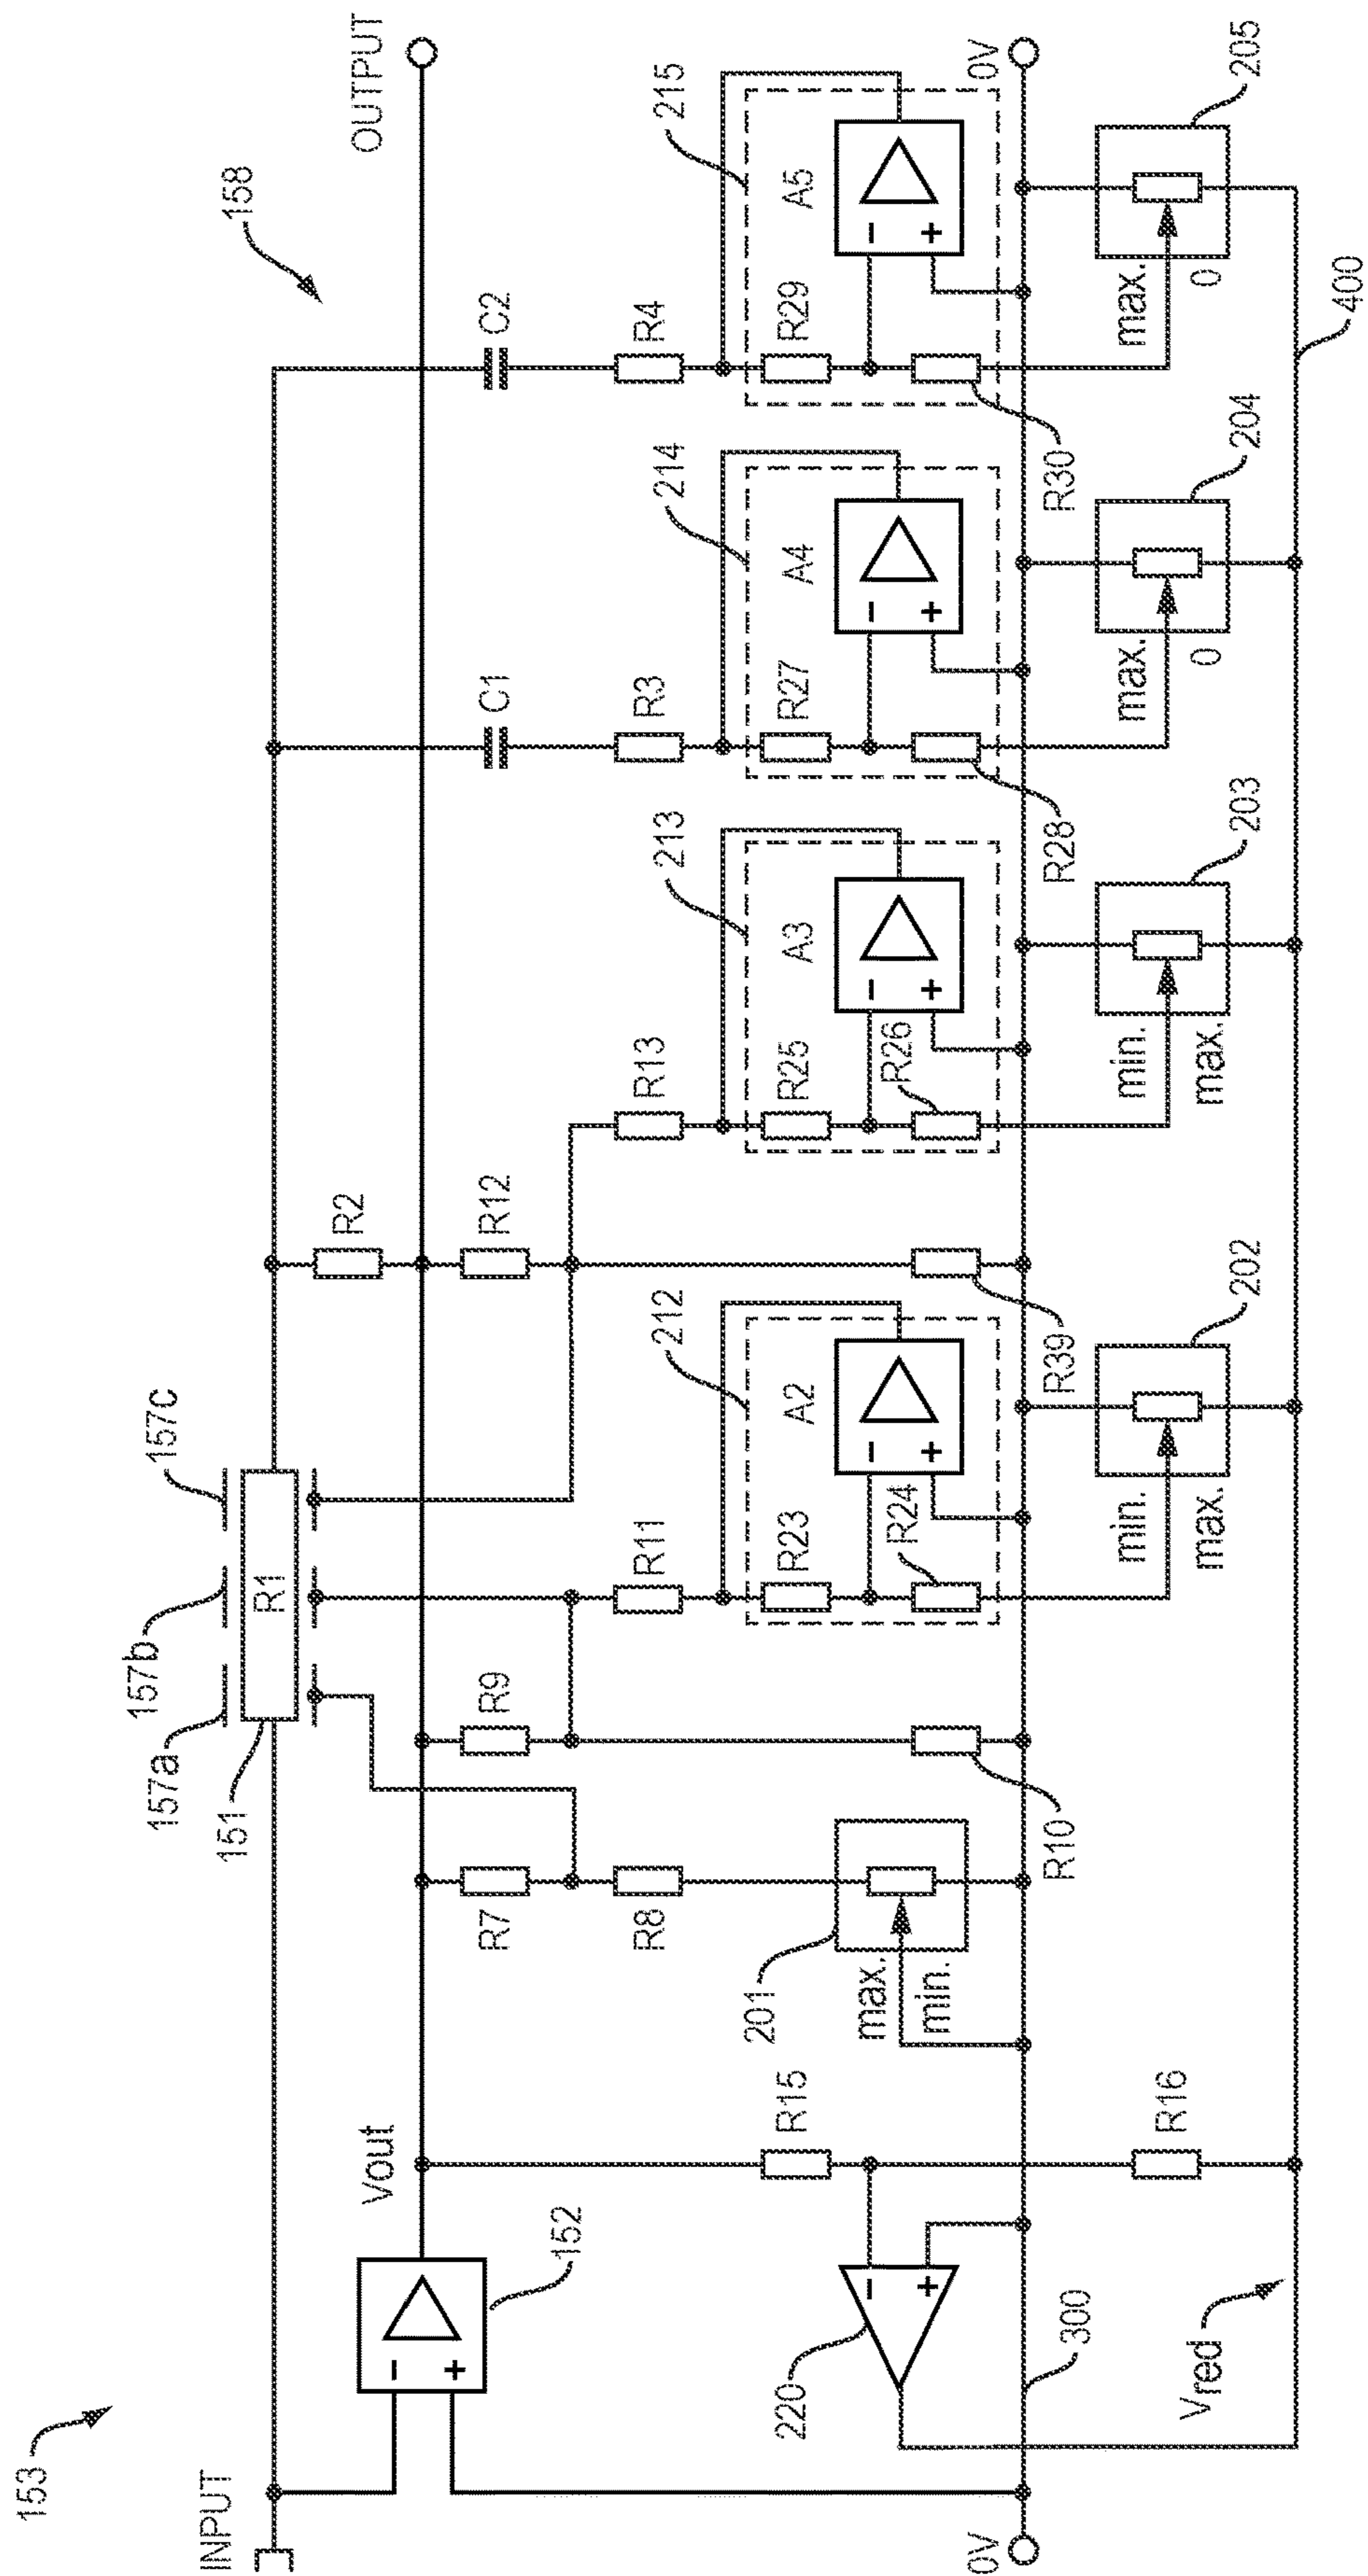 153
158
INPUT
OUTPUT
157a
157b
157c
151
R1
R2
C1
C2
Vout
152
R7
R9
R12
R8
R11
R13
R3
R4
212
213
214
215
R15
201
max.
min.
R10
R23
R24
A2
- +
R39
R25
R26
A3
- +
R27
R28
A4
- +
R29
R30
A5
- +
- +
220
- +
0V
300
0V
R16
min.
max.
202
min.
max.
203
max.
0
204
max.
0
205
Vred
400